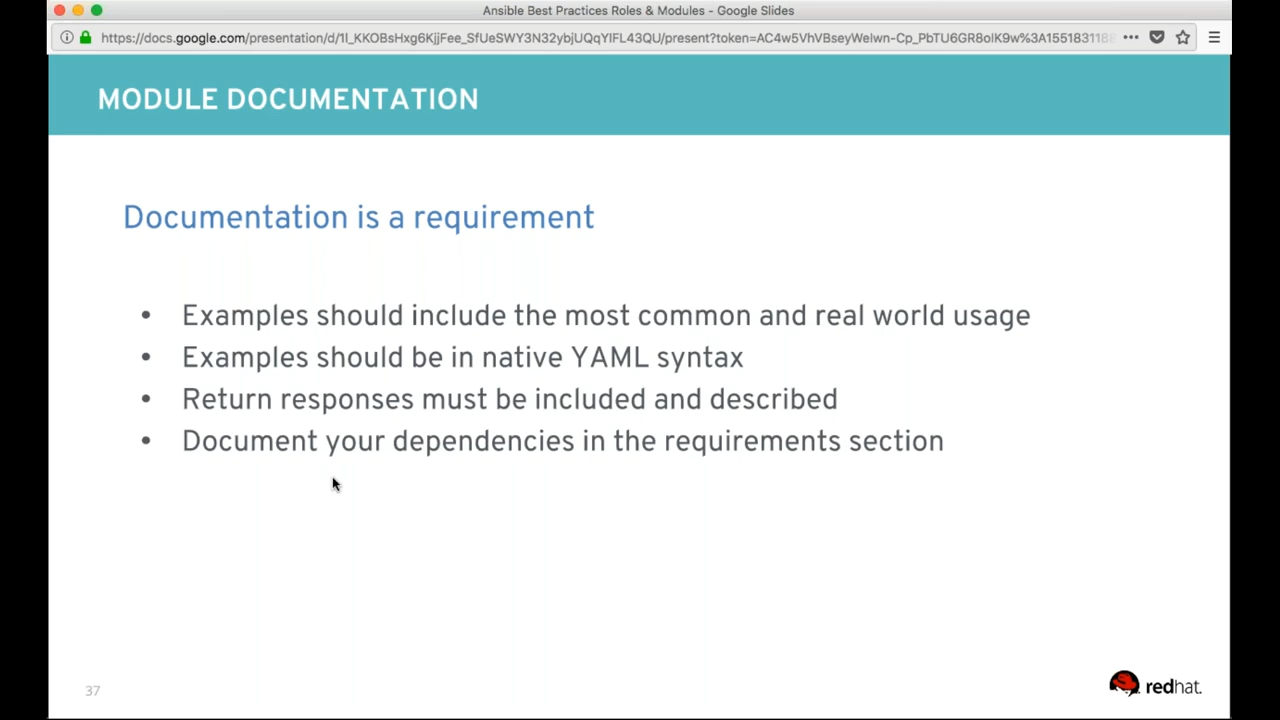 Ansible Best Practices Roles & Modules - Google Slides
MODULE DOCUMENTATION
Documentation is a requirement
• Examples should include the most common and real world usage
• Examples should be in native YAML syntax
• Return responses must be included and described
• Document your dependencies in the requirements section
37
redhat.